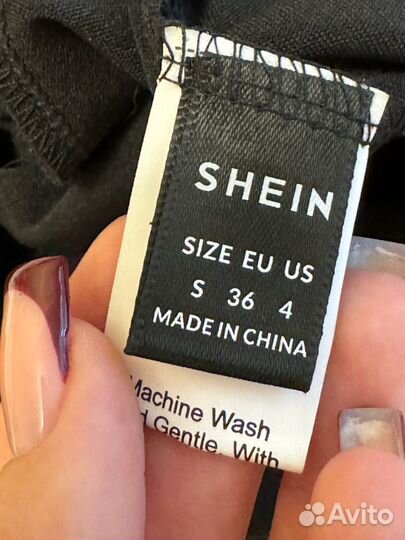 SHEIN
SIZE EU US
S 36 4
MADE IN CHINA
Machine Wash
Gentle, With
Avito